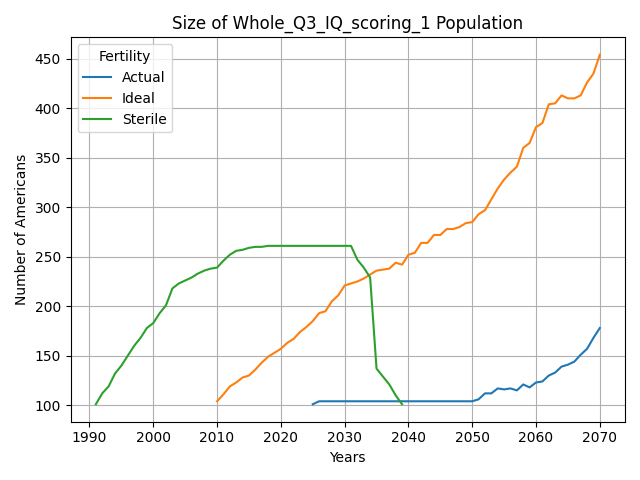 Size of Whole_Q3_IQ_scoring_1 Population
Fertility
Actual
Ideal
Sterile
Number of Americans
450
400
350
300
250
200
150
100
1990 2000 2010 2020 2030 2040 2050 2060 2070
Years